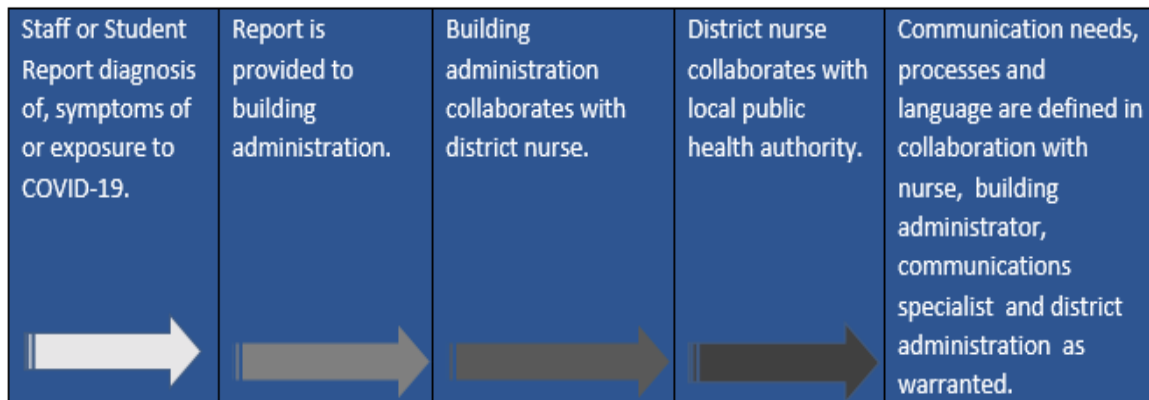 Staff or Student
Report diagnosis
of, symptoms of
or exposure to
COVID-19.
Report is
provided to
building
administration.
Building
administration
collaborates with
district nurse.
District nurse
collaborates with
local public
health authority.
Communication needs,
processes and
language are defined in
collaboration with
nurse, building
administrator,
communications
specialist and district
administration as
warranted.